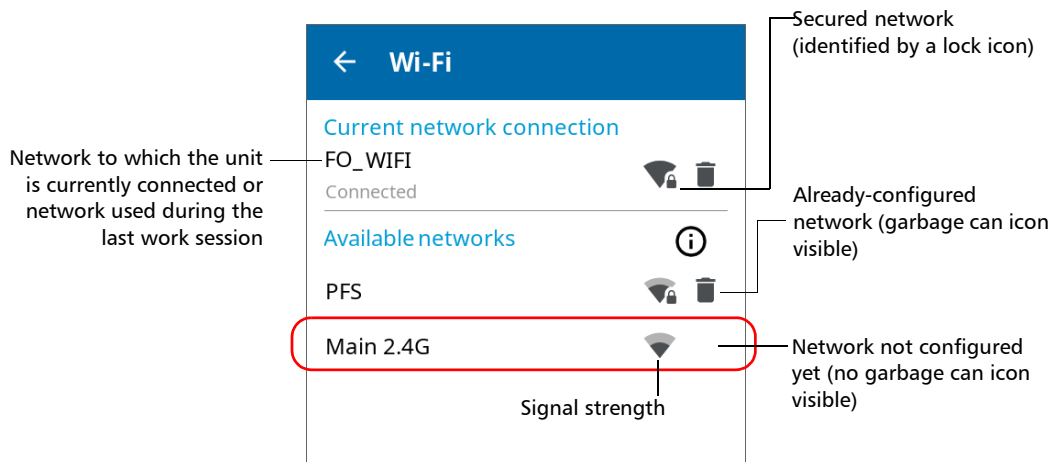 Secured network
(identified by a lock icon)
Wi-Fi
Current network connection
Network to which the unit
is currently connected or
network used during the
last work session
FO_WIFI
Connected
Already-configured
network (garbage can icon
visible)
Available networks
PFS
Main 2.4G
Network not configured
yet (no garbage can icon
visible)
Signal strength